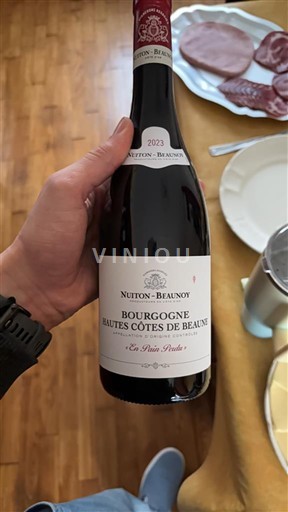 NUITON-BEAUNOY
2023
NUITON-BEAUNOY
VINIOU
NUITON-BEAUNOY
BOURGOGNE
HAUTES CÔTES DE BEAUNE
APPELLATION D'ORIGINE CONTRÔLÉE
« En Pain Perdu »